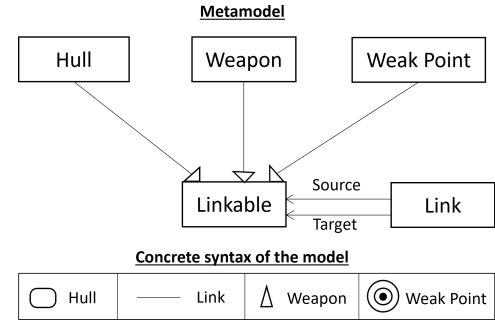 Metamodel
Hull Weapon Weak Point
Source
Linkable Link
Target
Concrete syntax of the model
Hull Link Weapon Weak Point